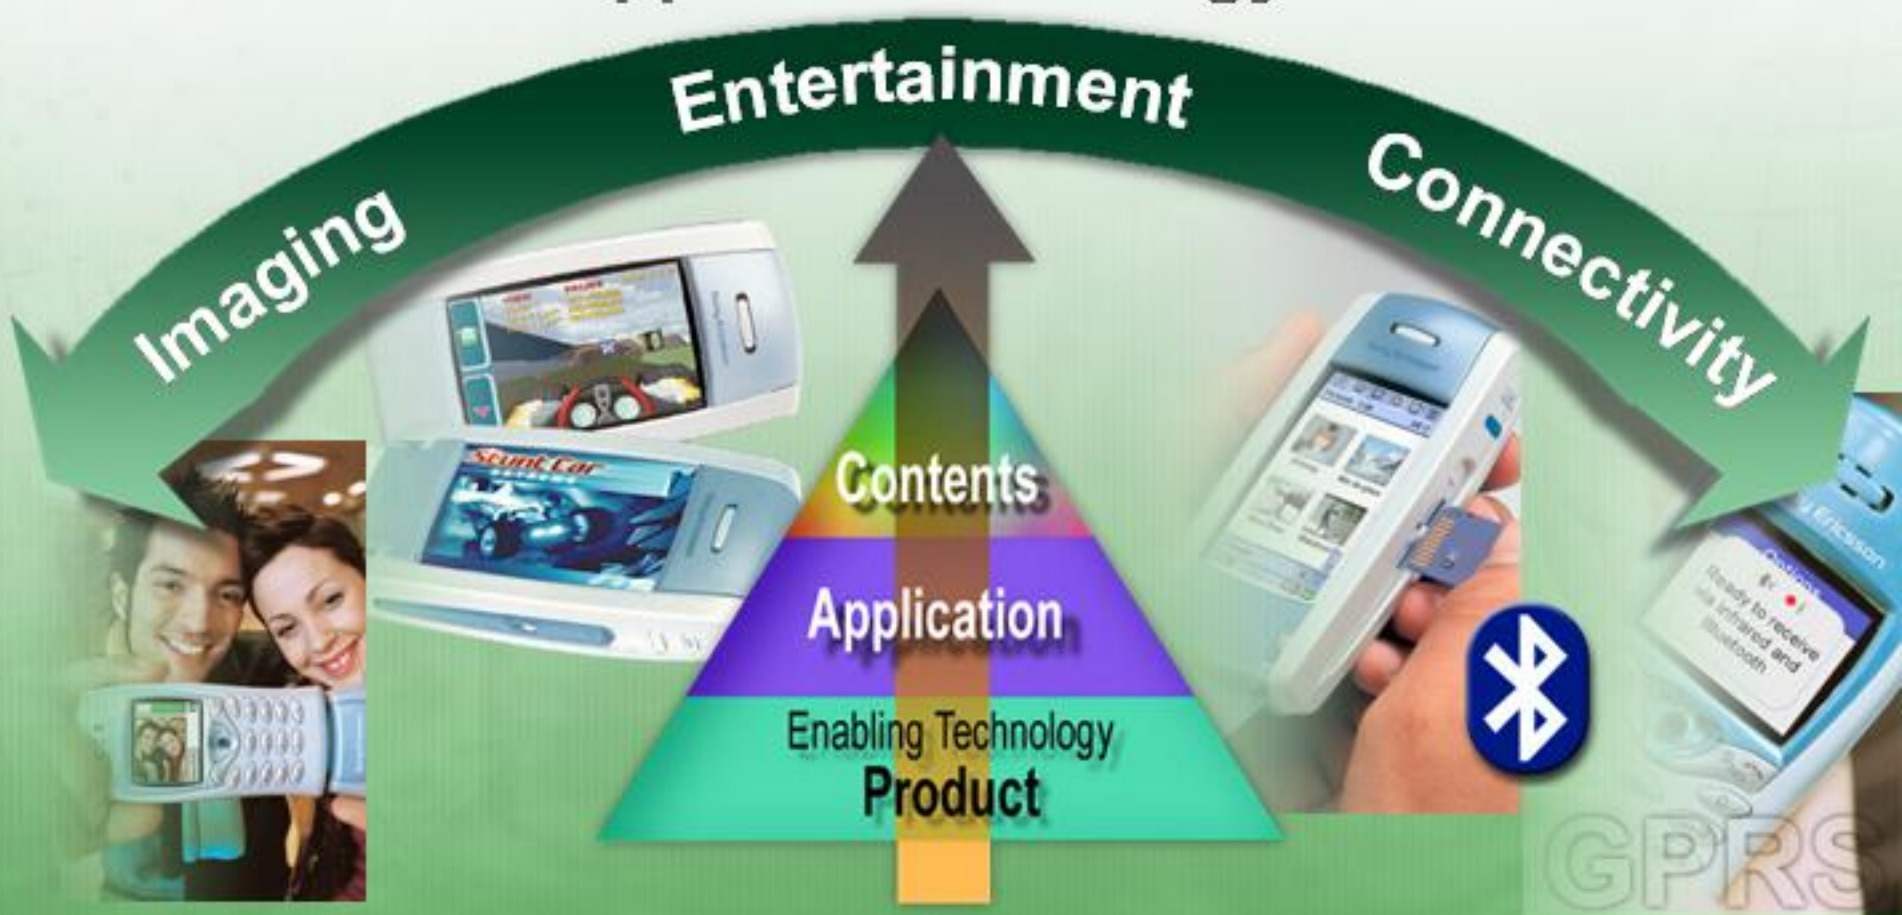 Entertainment
Imaging
Connectivity
Stunt Car
Contents
Application
Enabling Technology
Product
Ericsson
Ready to receive
via infrared and
Bluetooth
GPRS